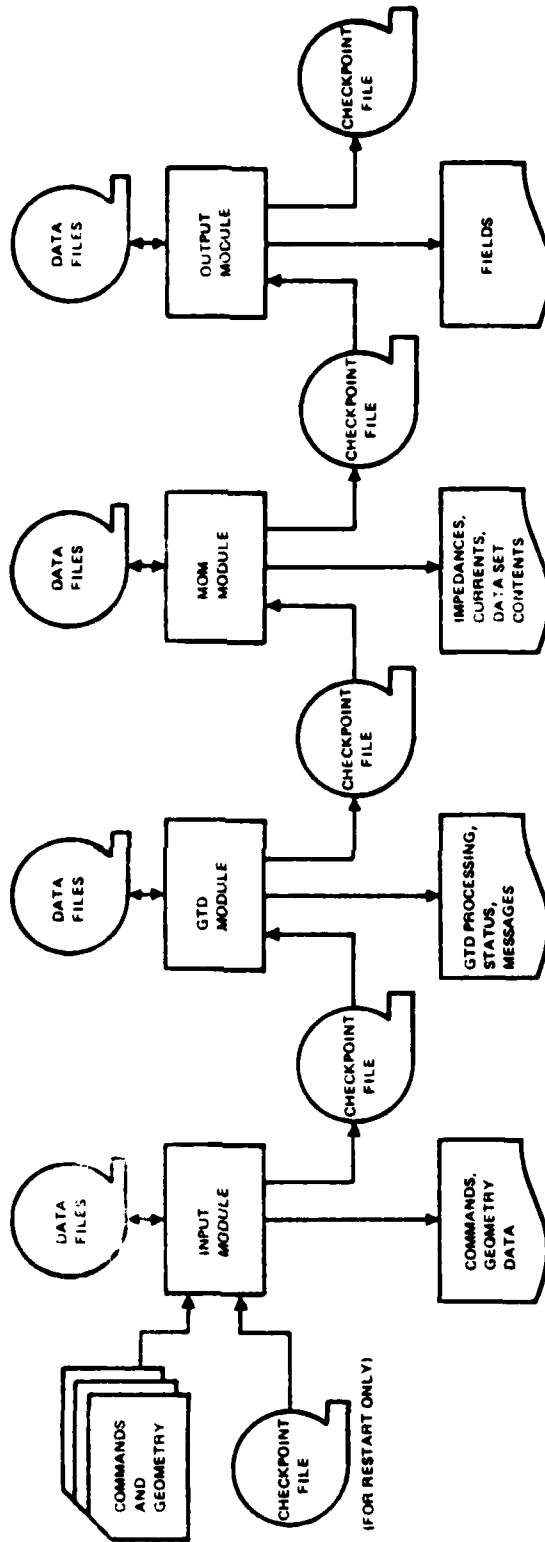 COMMANDS
AND
GEOMETRY
CHECKPOINT
FILE
(FOR RESTART ONLY)
DATA
FILES
INPUT
MODULE
COMMANDS,
GEOMETRY
DATA
CHECKPOINT
FILE
DATA
FILES
GTD
MODULE
GTD PROCESSING,
STATUS,
MESSAGES
CHECKPOINT
FILE
DATA
FILES
MOM
MODULE
IMPEDANCES,
CURRENTS,
DATA SET
CONTENTS
CHECKPOINT
FILE
DATA
FILES
OUTPUT
MODULE
FIELDS
CHECKPOINT
FILE